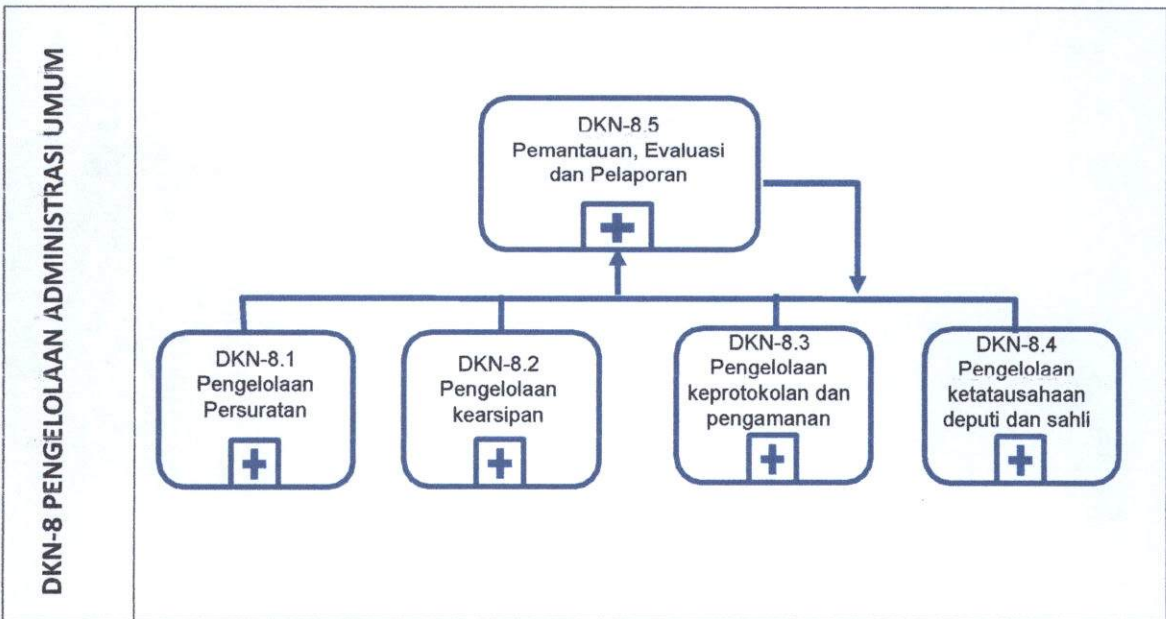 DKN-8 PENGELOLAAN ADMINISTRASI UMUM
DKN-8.5
Pemantauan, Evaluasi
dan Pelaporan
DKN-8.1
Pengelolaan
Persuratan
DKN-8.2
Pengelolaan
kearsipan
DKN-8.3
Pengelolaan
keprotokolan dan
pengamanan
DKN-8.4
Pengelolaan
ketatausahaan
deputi dan sahli